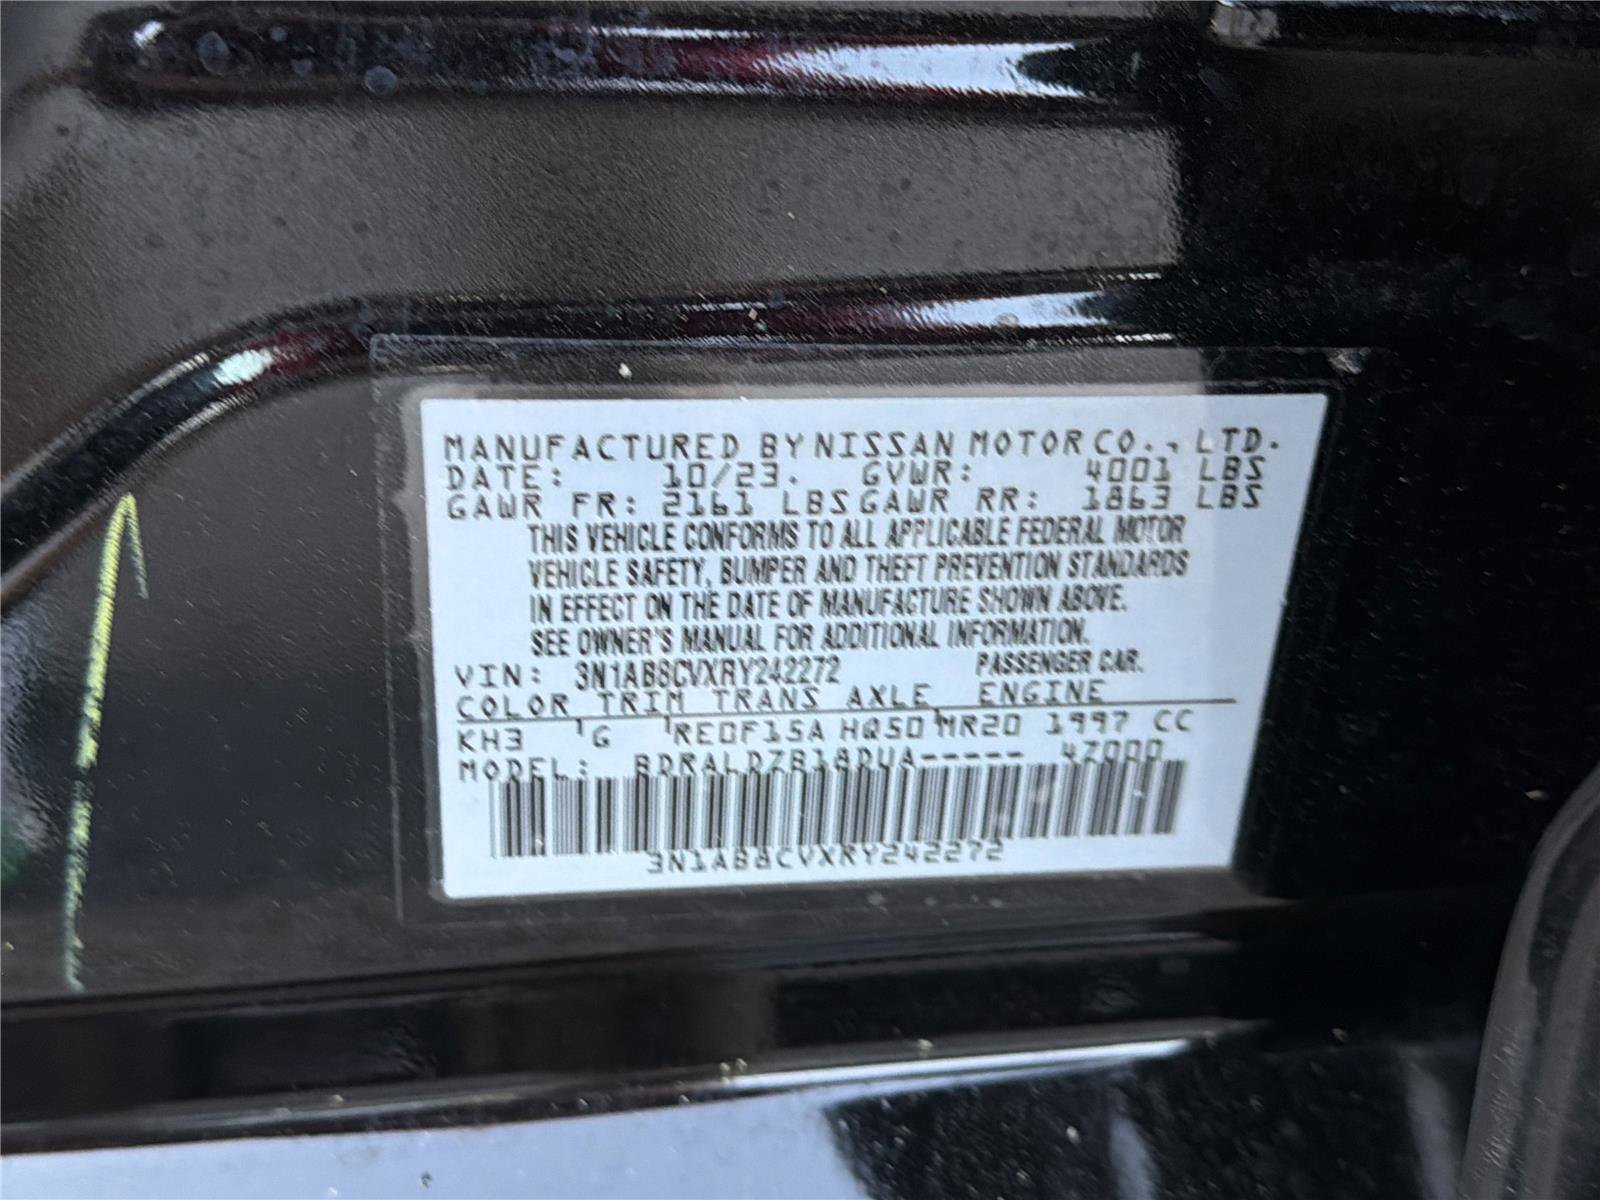 MANUFACTURED BY NISSAN MOTOR CO., LTD.
DATE: 10/23. GVWR: 4001 LBS
GAWR FR: 2161 LBS GAWR RR: 1863 LBS
THIS VEHICLE CONFORMS TO ALL APPLICABLE FEDERAL MOTOR
VEHICLE SAFETY, BUMPER AND THEFT PREVENTION STANDARDS
IN EFFECT ON THE DATE OF MANUFACTURE SHOWN ABOVE.
SEE OWNER'S MANUAL FOR ADDITIONAL INFORMATION.
VIN: 3N1AB8CVXRY242272 PASSENGER CAR.
COLOR TRIM TRANS AXLE ENGINE
KH3 G RE0F15A HQ50 MR20 1997 CC
MODEL: BDRALDZB18DUA----- 4Z000
3N1AB8CVXRY242272